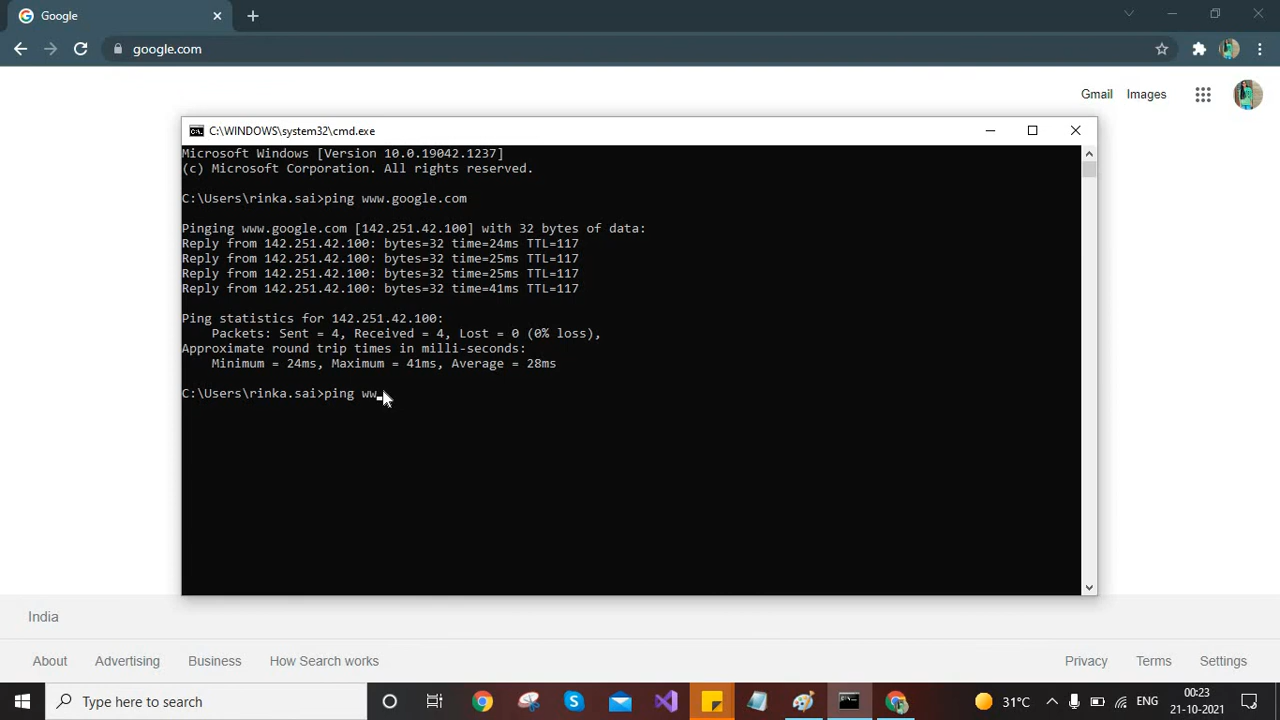 Google
google.com
Gmail Images
C:\WINDOWS\system32\cmd.exe
Microsoft Windows [Version 10.0.19042.1237]
(c) Microsoft Corporation. All rights reserved.
C:\Users\rinka.sai>ping www.google.com
Pinging www.google.com [142.251.42.100] with 32 bytes of data:
Reply from 142.251.42.100: bytes=32 time=24ms TTL=117
Reply from 142.251.42.100: bytes=32 time=25ms TTL=117
Reply from 142.251.42.100: bytes=32 time=25ms TTL=117
Reply from 142.251.42.100: bytes=32 time=41ms TTL=117
Ping statistics for 142.251.42.100:
Packets: Sent = 4, Received = 4, Lost = 0 (0% loss),
Approximate round trip times in milli-seconds:
Minimum = 24ms, Maximum = 41ms, Average = 28ms
C:\Users\rinka.sai>ping ww
India
About Advertising Business How Search works Privacy Terms Settings
Type here to search 31°C ENG 00:23
21-10-2021